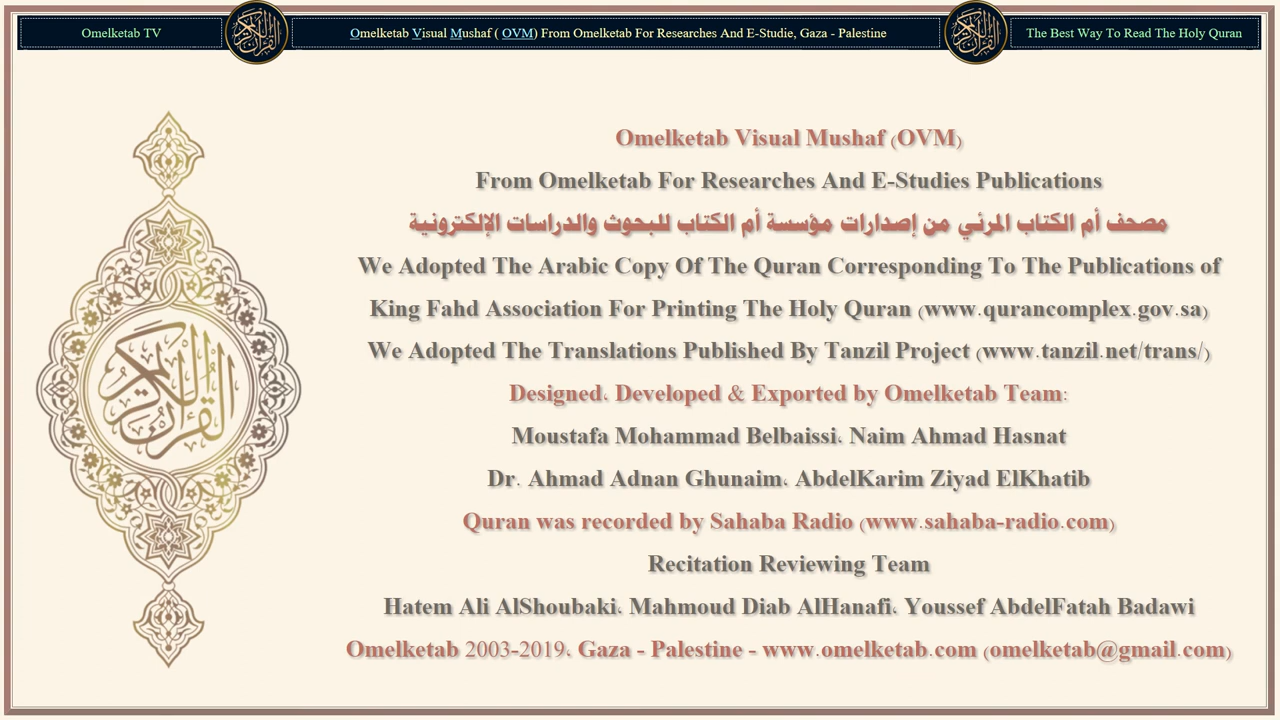 Omelketab TV
Omelketab Visual Mushaf ( OVM) From Omelketab For Researches And E-Studie, Gaza - Palestine
The Best Way To Read The Holy Quran
القرآن الكريم
Omelketab Visual Mushaf (OVM)
From Omelketab For Researches And E-Studies Publications
مصحف أم الكتاب المرئي من إصدارات مؤسسة أم الكتاب للبحوث والدراسات الإلكترونية
We Adopted The Arabic Copy Of The Quran Corresponding To The Publications of
King Fahd Association For Printing The Holy Quran (www.qurancomplex.gov.sa)
We Adopted The Translations Published By Tanzil Project (www.tanzil.net/trans/)
Designed، Developed & Exported by Omelketab Team:
Moustafa Mohammad Belbaissi، Naim Ahmad Hasnat
Dr. Ahmad Adnan Ghunaim، AbdelKarim Ziyad ElKhatib
Quran was recorded by Sahaba Radio (www.sahaba-radio.com)
Recitation Reviewing Team
Hatem Ali AlShoubaki، Mahmoud Diab AlHanafi، Youssef AbdelFatah Badawi
Omelketab 2003-2019، Gaza - Palestine - www.omelketab.com (omelketab@gmail.com)